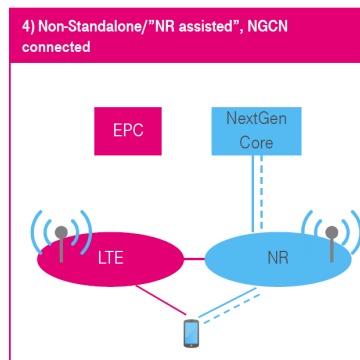 4) Non-Standalone/”NR assisted”, NGCN
connected
EPC
NextGen
Core
LTE
NR